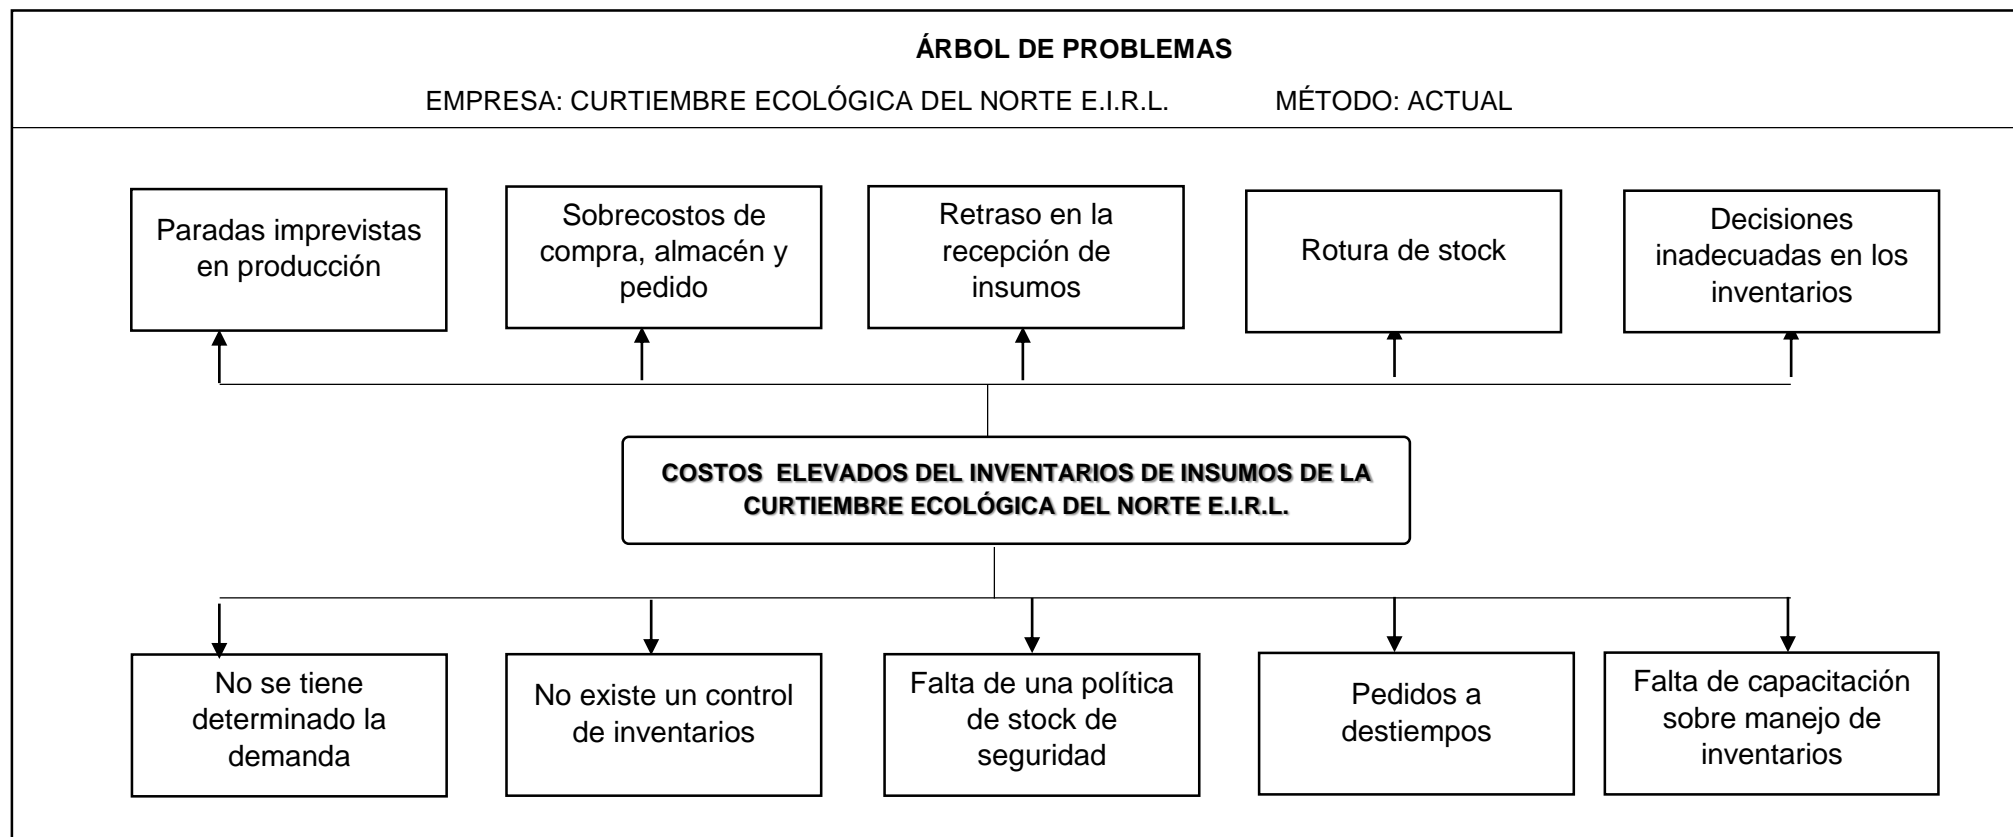 ÁRBOL DE PROBLEMAS
EMPRESA: CURTIEMBRE ECOLÓGICA DEL NORTE E.I.R.L. MÉTODO: ACTUAL
Paradas imprevistas
en producción
Sobrecostos de
compra, almacén y
pedido
Retraso en la
recepción de
insumos
Rotura de stock
Decisiones
inadecuadas en los
inventarios
COSTOS ELEVADOS DEL INVENTARIOS DE INSUMOS DE LA
CURTIEMBRE ECOLÓGICA DEL NORTE E.I.R.L.
No se tiene
determinado la
demanda
No existe un control
de inventarios
Falta de una política
de stock de
seguridad
Pedidos a
destiempos
Falta de capacitación
sobre manejo de
inventarios